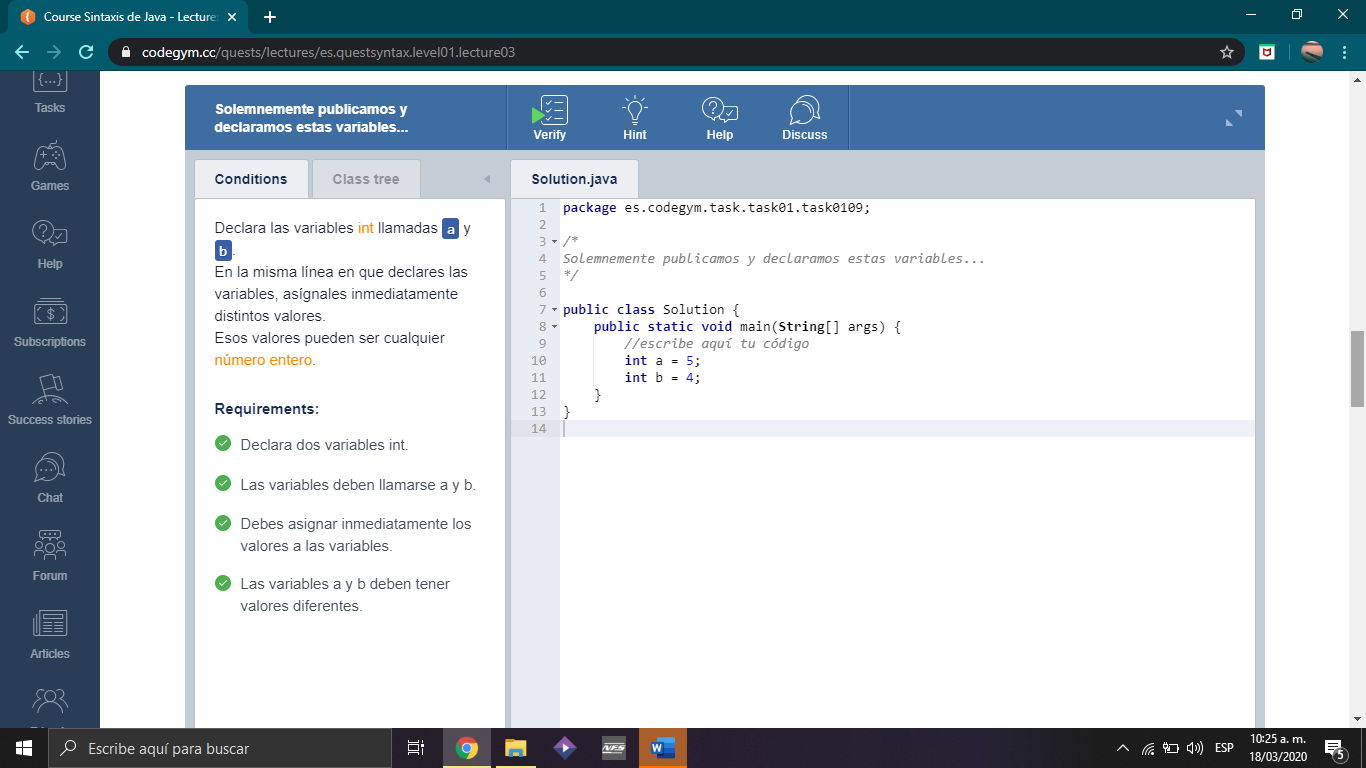 Course Sintaxis de Java - Lecture
codegym.cc/quests/lectures/es.questsyntax.level01.lecture03
Tasks
Games
Help
Subscriptions
Success stories
Chat
Forum
Articles
Solemnemente publicamos y
declaramos estas variables...
Verify
Hint
Help
Discuss
Conditions
Class tree
Declara las variables int llamadas a y
b.
En la misma línea en que declares las
variables, asígnales inmediatamente
distintos valores.
Esos valores pueden ser cualquier
número entero.
Requirements:
Declara dos variables int.
Las variables deben llamarse a y b.
Debes asignar inmediatamente los
valores a las variables.
Las variables a y b deben tener
valores diferentes.
Solution.java
1 package es.codegym.task.task01.task0109;
2
3 /*
4 Solemnemente publicamos y declaramos estas variables...
5 */
6
7 public class Solution {
8 public static void main(String[] args) {
9 //escribe aquí tu código
10 int a = 5;
11 int b = 4;
12 }
13 }
14
Escribe aquí para buscar
NFS
W
ESP
10:25 a. m.
18/03/2020
5